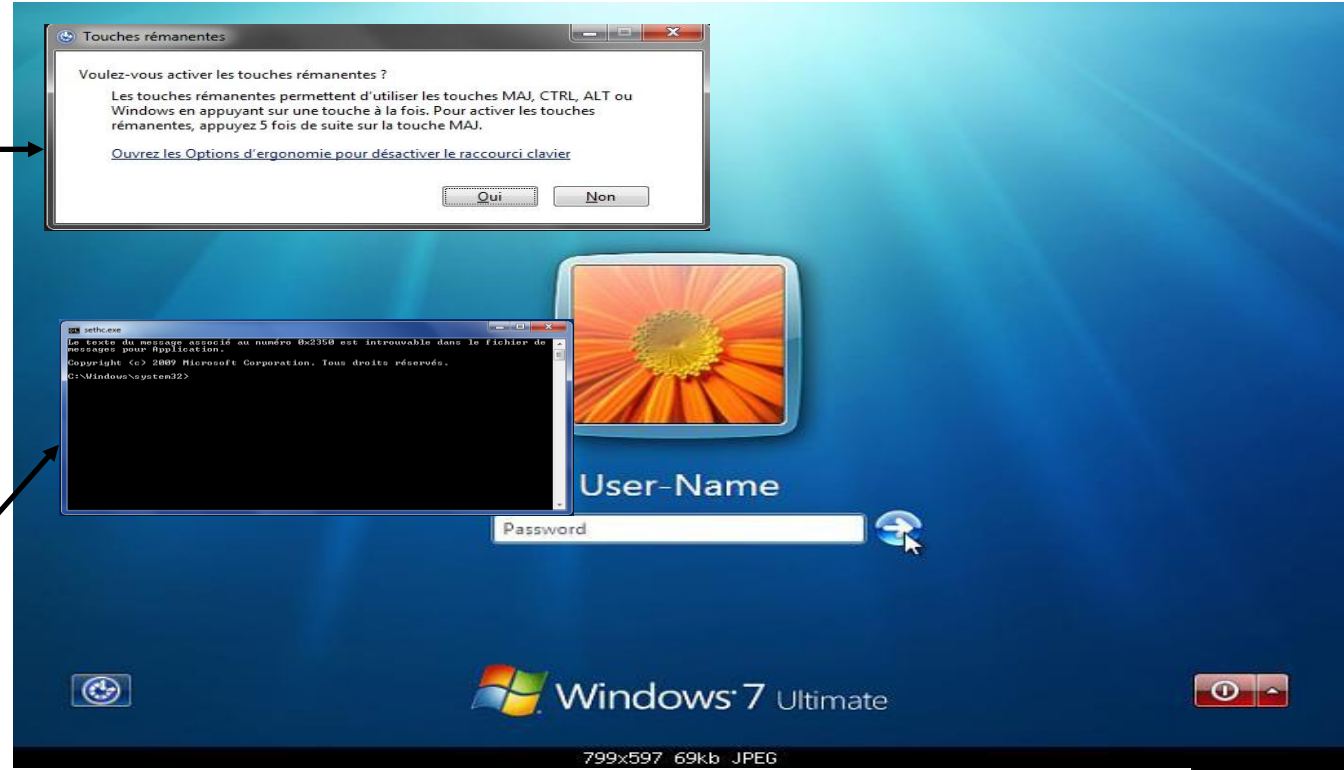 Touches rémanentes
Voulez-vous activer les touches rémanentes ?
Les touches rémanentes permettent d'utiliser les touches MAJ, CTRL, ALT ou
Windows en appuyant sur une touche à la fois. Pour activer les touches
rémanentes, appuyez 5 fois de suite sur la touche MAJ.
Ouvrez les Options d'ergonomie pour désactiver le raccourci clavier
Oui
Non
sethc.exe
Le texte du message associé au numéro 0x2350 est introuvable dans le fichier de
messages pour Application.
Copyright (c) 2009 Microsoft Corporation. Tous droits réservés.
C:\Windows\system32>
User-Name
Password
Windows 7 Ultimate
799x597 69kb JPEG